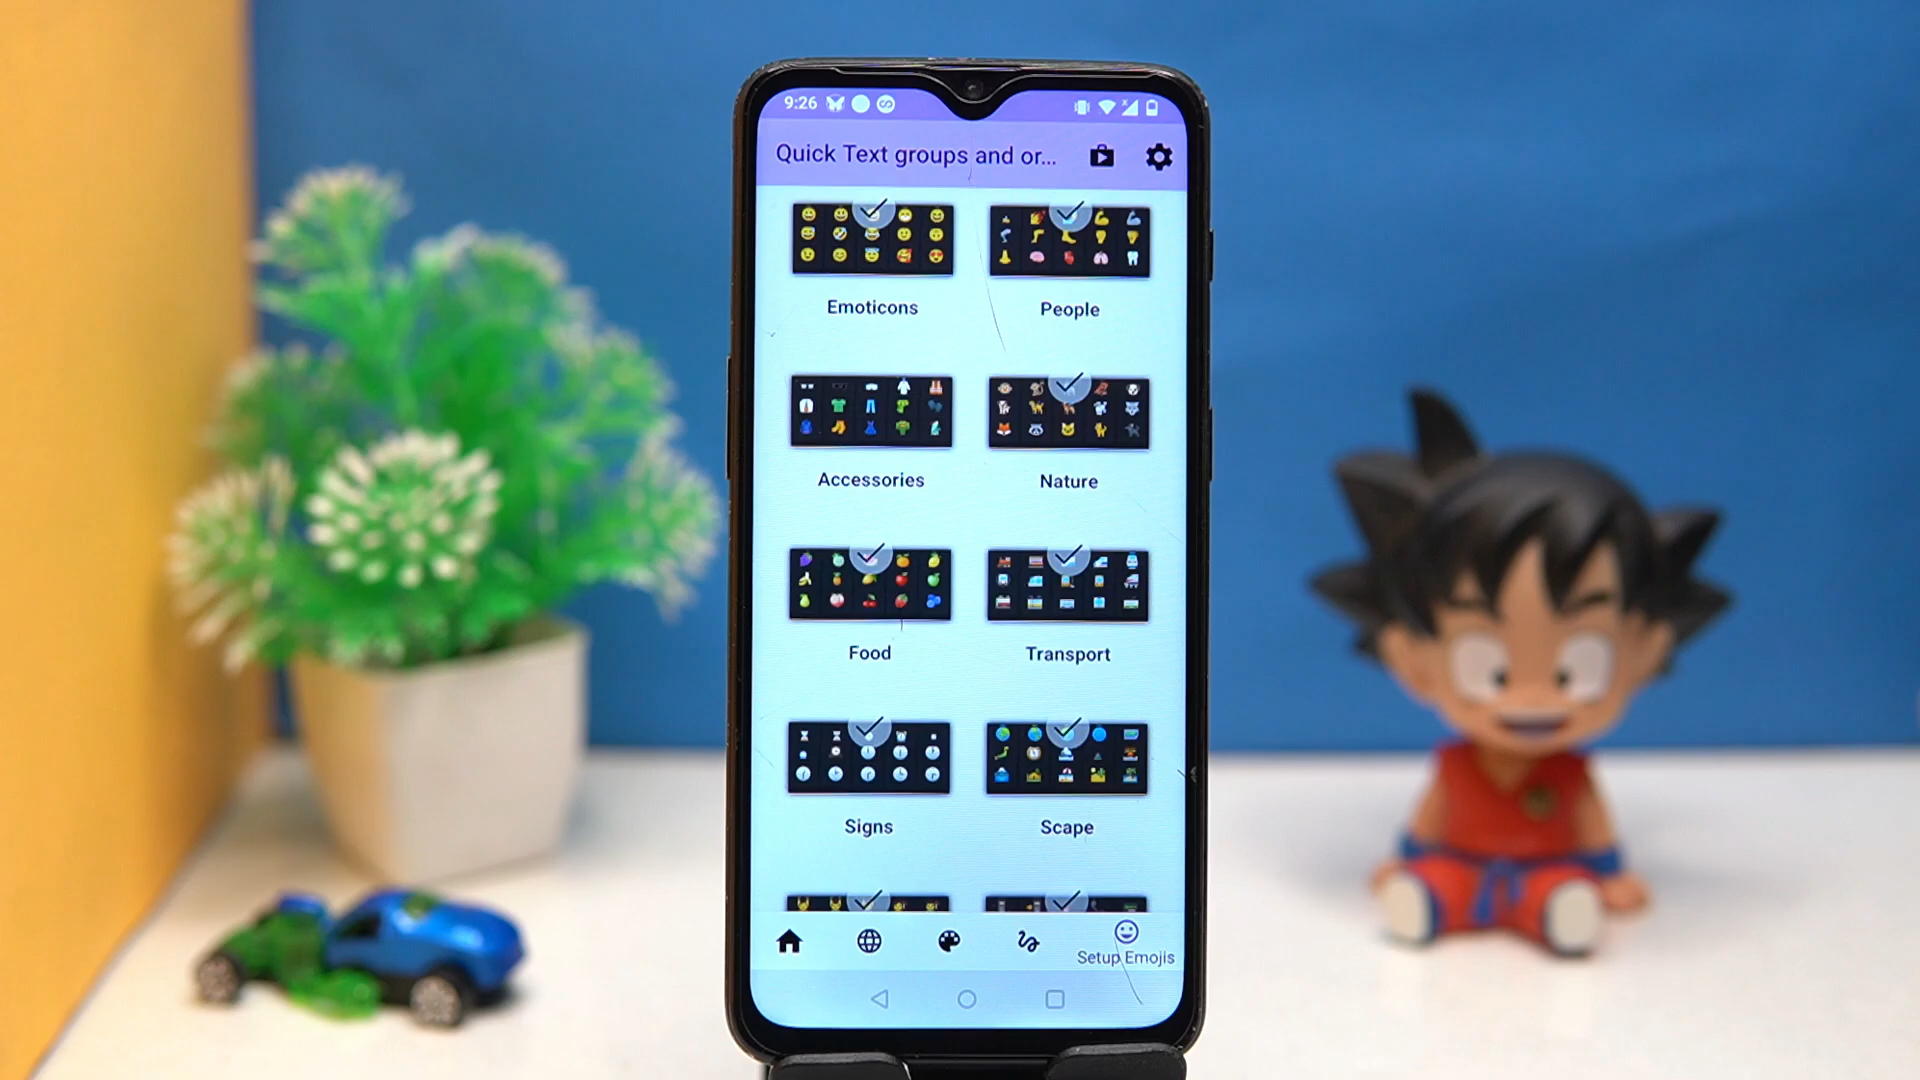 9:26
Quick Text groups and or...
Emoticons
People
Accessories
Nature
Food
Transport
Signs
Scape
Setup Emojis